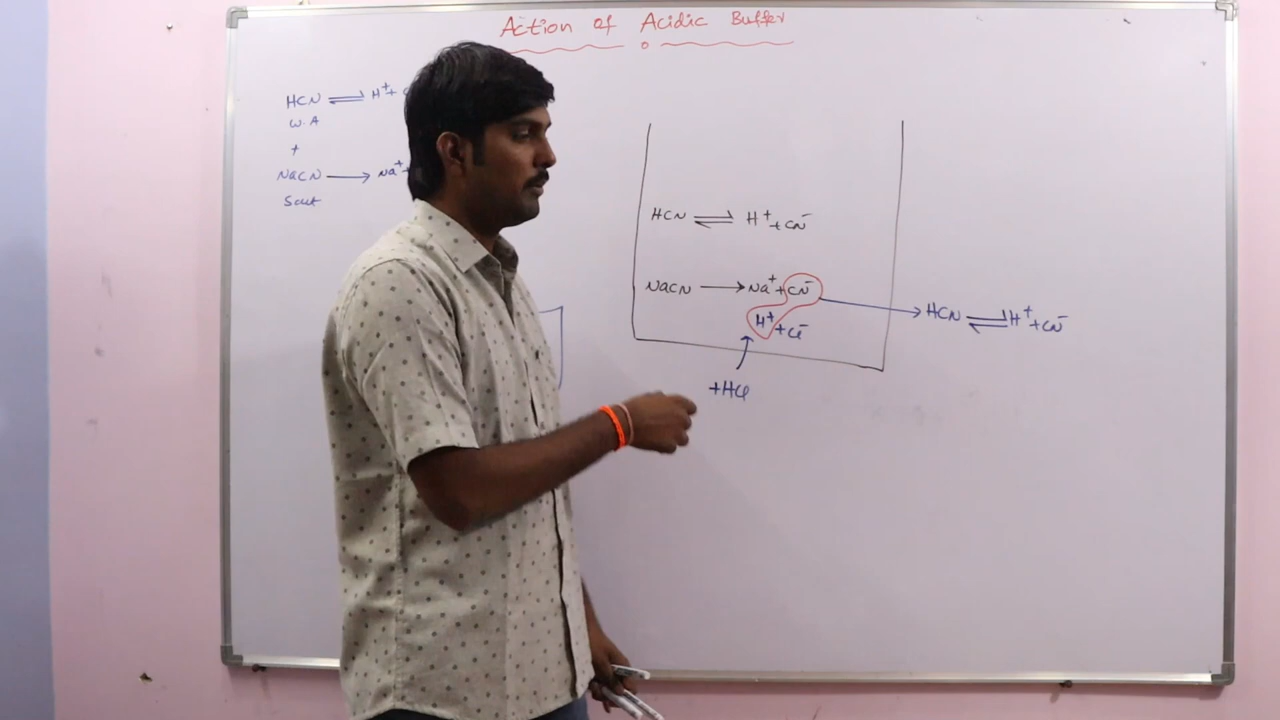 Action of Acidic Buffer
HCN ⇌ H⁺ +
W.A
+
NaCN ⟶ Na⁺ +
Salt
HCN ⇌ H⁺ + CN⁻
NaCN ⟶ Na⁺ + CN⁻
H⁺ + Cl⁻
+HCl
HCN ⇌ H⁺ + CN⁻